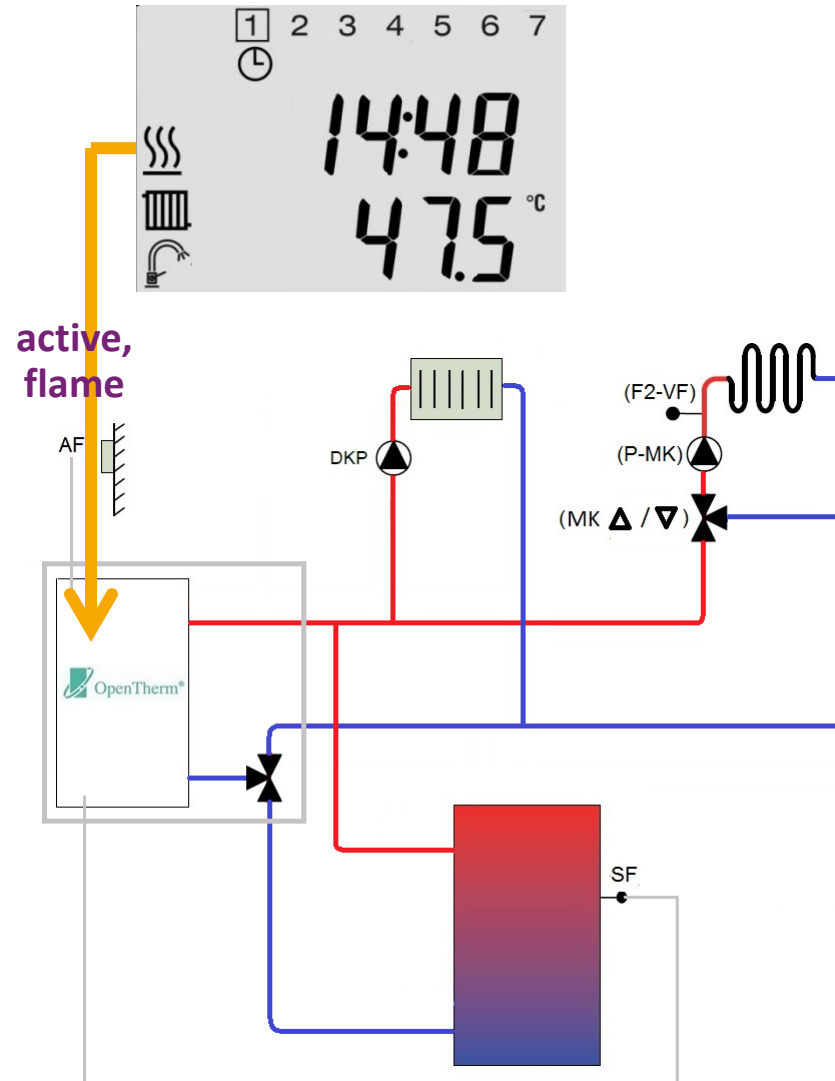 1 2 3 4 5 6 7
14:48
47.5 °C
active,
flame
AF
DKP
(F2-VF)
(P-MK)
(MK △ / ▽)
OpenTherm®
SF